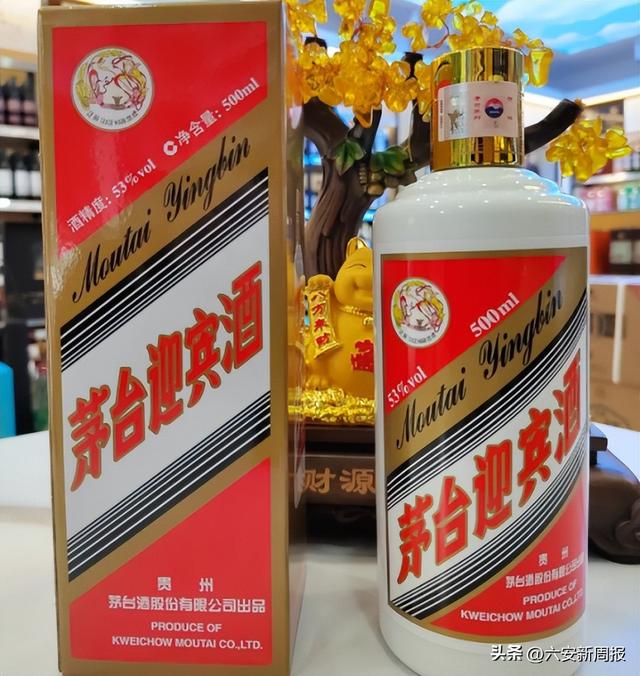 净含量：500ml
酒精度：53%vol
Moutai Yingbin
茅台迎宾酒
贵州
茅台酒股份有限公司出品
PRODUCE OF
KWEICHOW MOUTAI CO.,LTD.
500ml
53%vol
Moutai Yingbin
茅台迎宾酒
贵州
茅台酒股份有限公司出品
PRODUCE OF
KWEICHOW MOUTAI CO.,LTD.
财源
头条 @六安新周报